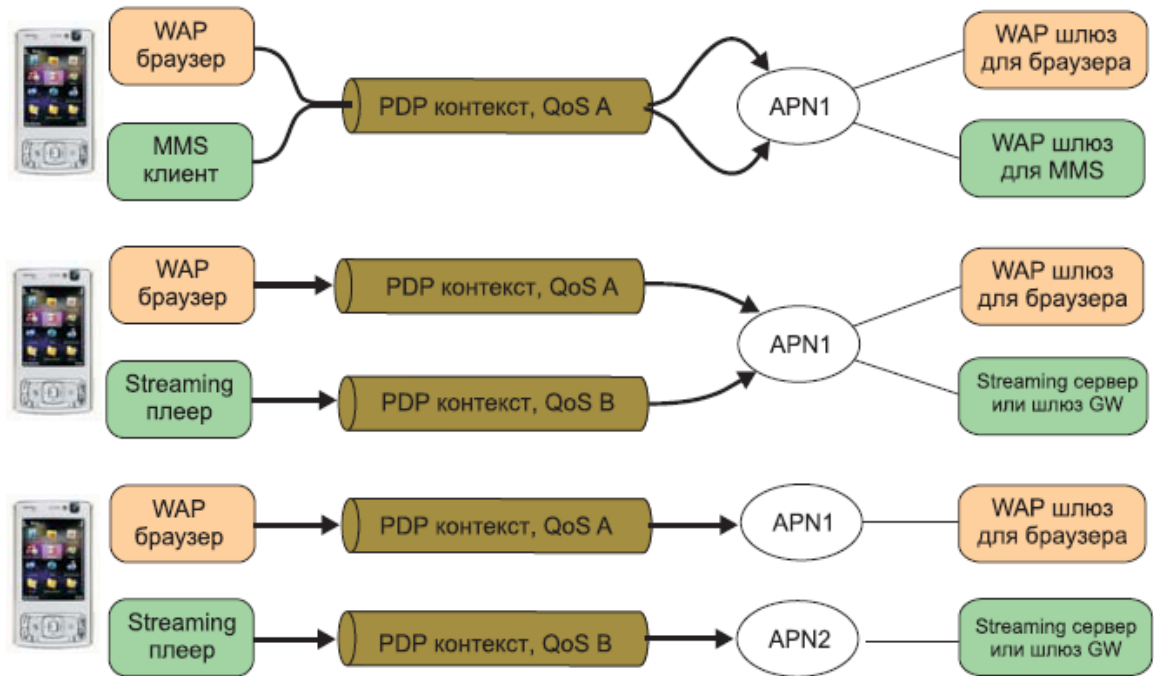 WAP
браузер
PDP контекст, QoS A
APN1
WAP шлюз
для браузера
MMS
клиент
WAP шлюз
для MMS
WAP
браузер
PDP контекст, QoS A
APN1
WAP шлюз
для браузера
Streaming
плеер
PDP контекст, QoS B
Streaming сервер
или шлюз GW
WAP
браузер
PDP контекст, QoS A
APN1
WAP шлюз
для браузера
Streaming
плеер
PDP контекст, QoS B
APN2
Streaming сервер
или шлюз GW